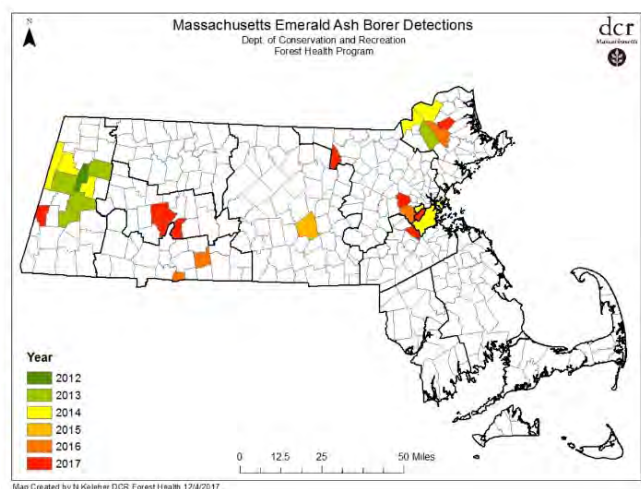 Massachusetts Emerald Ash Borer Detections
Dept. of Conservation and Recreation
Forest Health Program
N
dcr
Massachusetts
Year
2012
2013
2014
2015
2016
2017
0 12.5 25 50 Miles
Map Created by N Keleher DCR Forest Health 12/4/2017